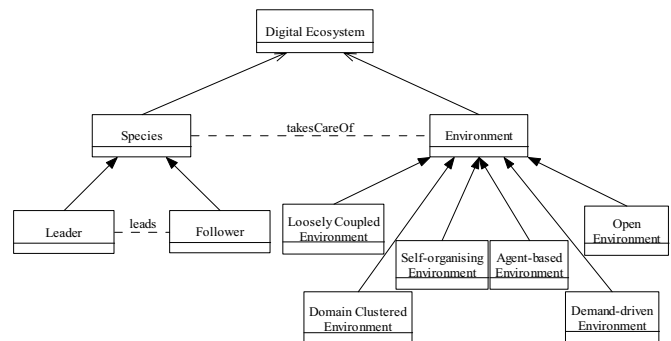 Digital Ecosystem
Species
takesCareOf
Environment
Leader
leads
Follower
Loosely Coupled
Environment
Open
Environment
Self-organising
Environment
Agent-based
Environment
Domain Clustered
Environment
Demand-driven
Environment